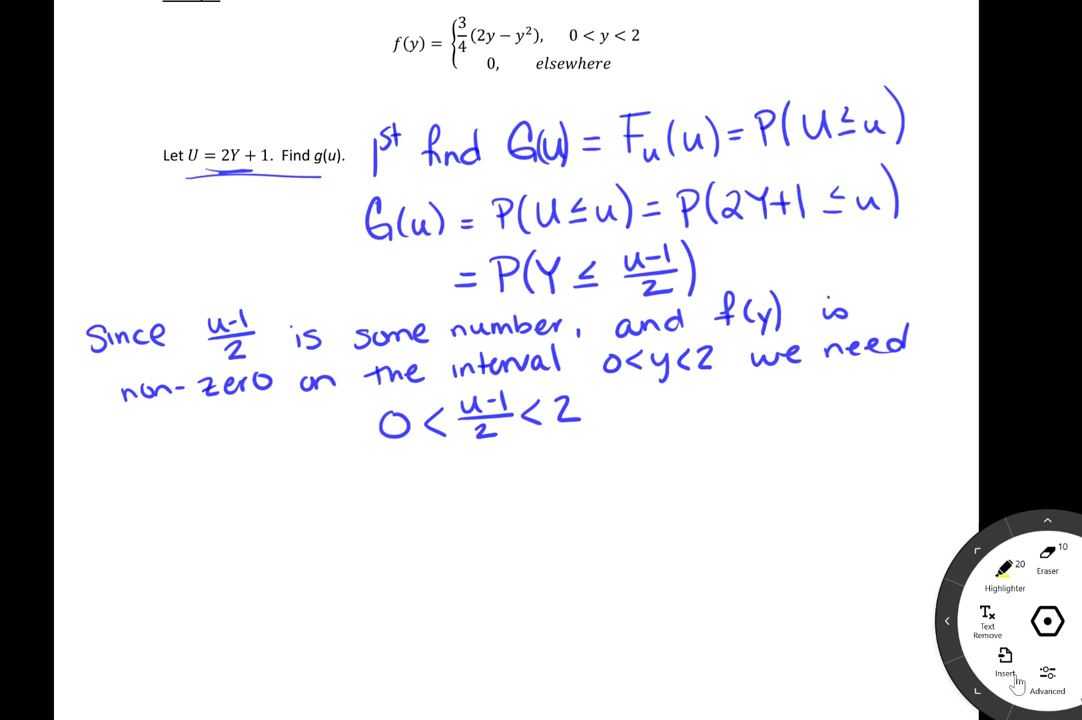 f(y) = { 3/4 (2y − y²), 0 < y < 2
0, elsewhere
Let U = 2Y + 1. Find g(u).
1st find G(u) = F_u(u) = P(U ≤ u)
G(u) = P(U ≤ u) = P(2Y+1 ≤ u)
= P(Y ≤ (u-1)/2)
Since (u-1)/2 is some number, and f(y) is
non-zero on the interval 0<y<2 we need
0 < (u-1)/2 < 2
10
Eraser
20
Highlighter
Tx
Text
Remove
Insert
Advanced